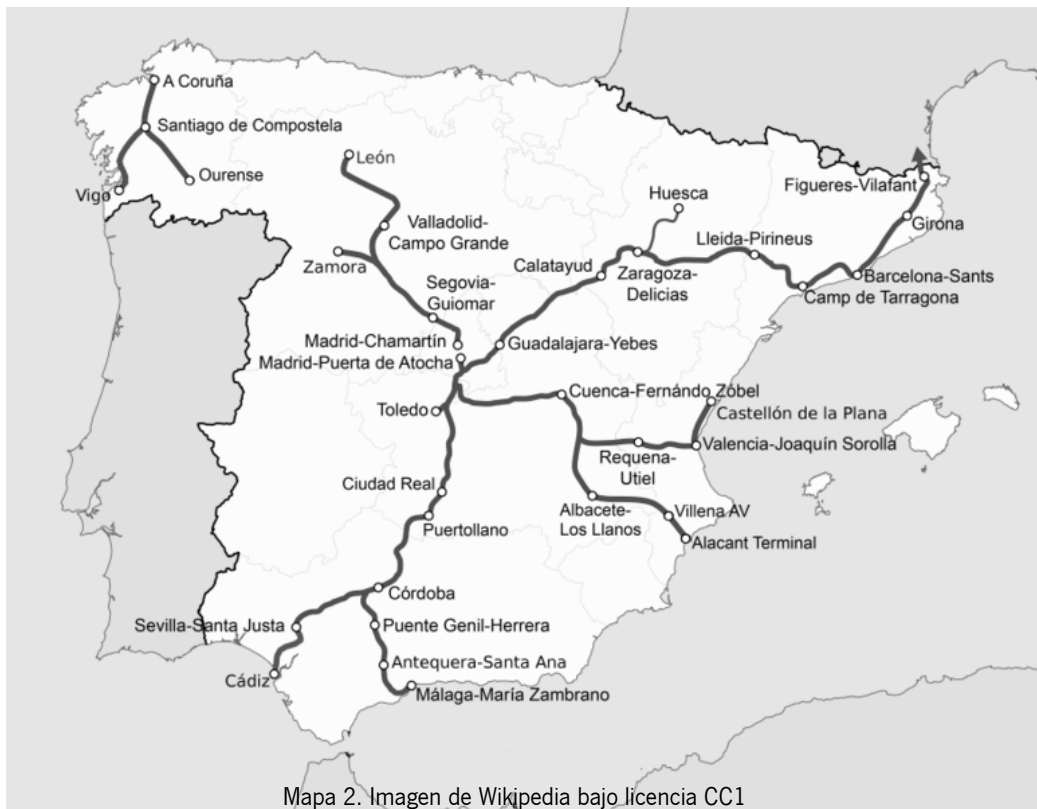 A Coruña
Santiago de Compostela
León
Ourense
Vigo
Huesca
Figueres-Vilafant
Valladolid-
Campo Grande
Girona
Lleida-Pirineus
Zamora
Calatayud
Zaragoza-
Delicias
Barcelona-Sants
Camp de Tarragona
Segovia-
Guiomar
Madrid-Chamartín
Guadalajara-Yebes
Madrid-Puerta de Atocha
Cuenca-Fernándo Zóbel
Toledo
Castellón de la Plana
Valencia-Joaquín Sorolla
Requena-
Utiel
Ciudad Real
Albacete-
Los Llanos
Villena AV
Puertollano
Alacant Terminal
Córdoba
Sevilla-Santa Justa
Puente Genil-Herrera
Antequera-Santa Ana
Cádiz
Málaga-María Zambrano
Mapa 2. Imagen de Wikipedia bajo licencia CC1